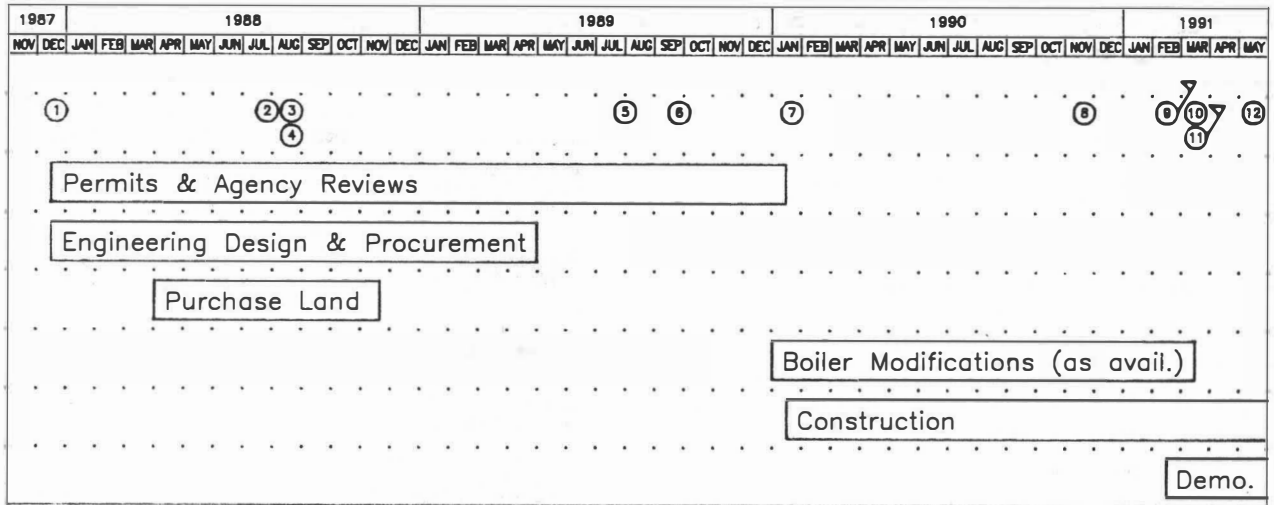 1987 1988 1989 1990 1991
NOV DEC JAN FEB MAR APR MAY JUN JUL AUG SEP OCT NOV DEC JAN FEB MAR APR MAY JUN JUL AUG SEP OCT NOV DEC JAN FEB MAR APR MAY JUN JUL AUG SEP OCT NOV DEC JAN FEB MAR APR MAY
1 2 3 5 6 7 8 9 10 12
4 11
Permits & Agency Reviews
Engineering Design & Procurement
Purchase Land
Boiler Modifications (as avail.)
Construction
Demo.